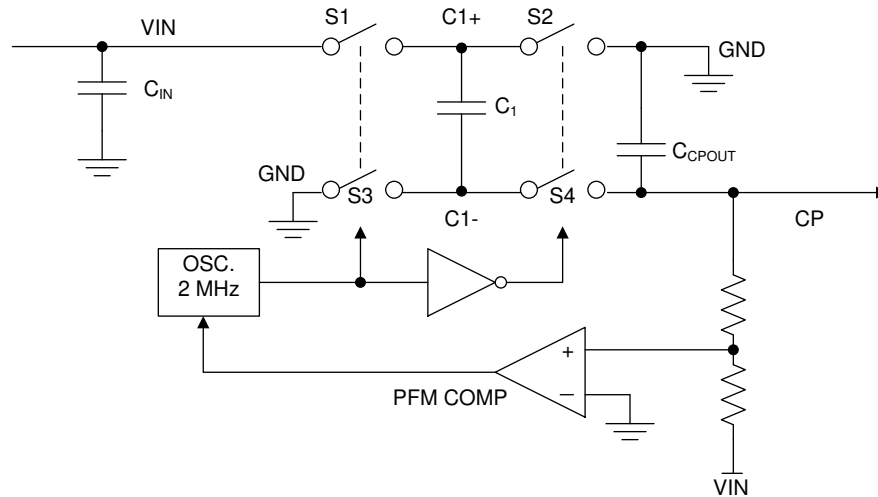 VIN
S1
C1+
S2
GND
CIN
C1
CCPOUT
GND
S3
C1-
S4
CP
OSC.
2 MHz
+
−
PFM COMP
VIN